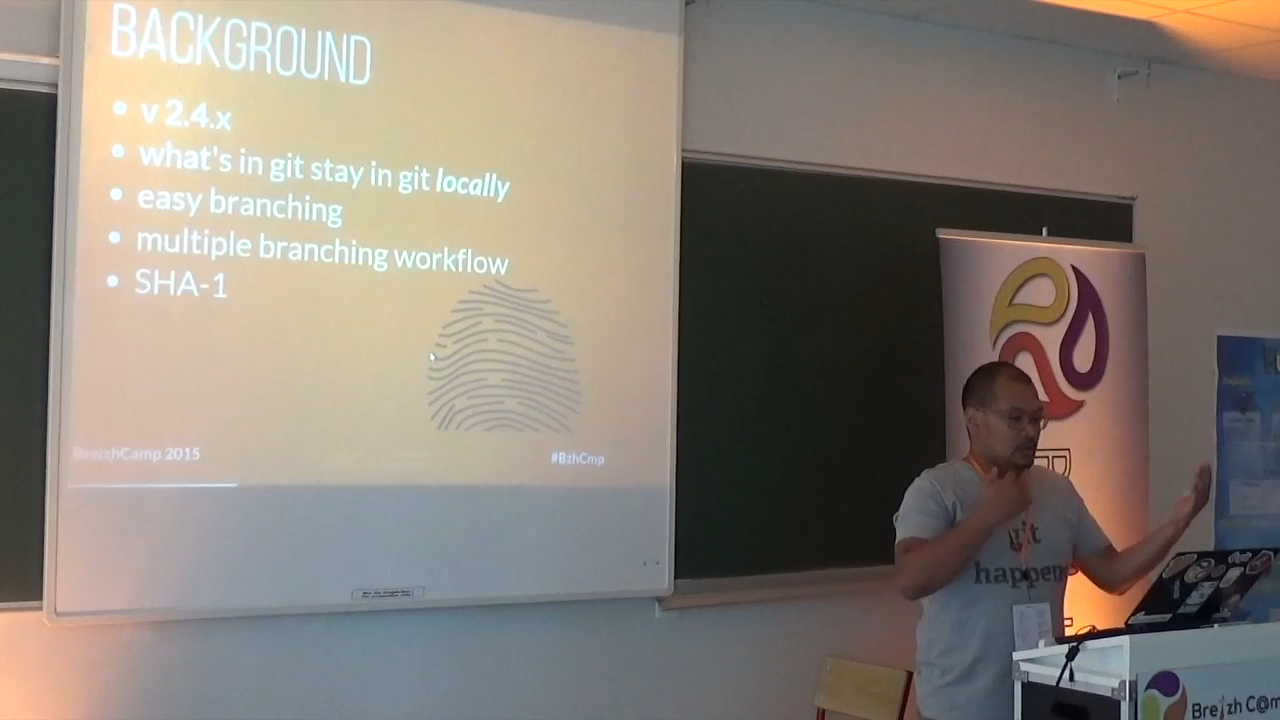 BACKGROUND
v 2.4.x
what's in git stay in git locally
easy branching
multiple branching workflow
SHA-1
BreizhCamp 2015
#BzhCmp
git
happens
Breizh C@m